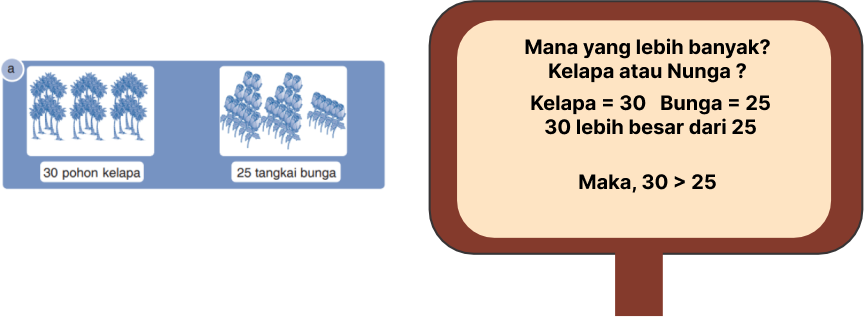 a
30 pohon kelapa
25 tangkai bunga
Mana yang lebih banyak?
Kelapa atau Nunga ?
Kelapa = 30 Bunga = 25
30 lebih besar dari 25
Maka, 30 > 25